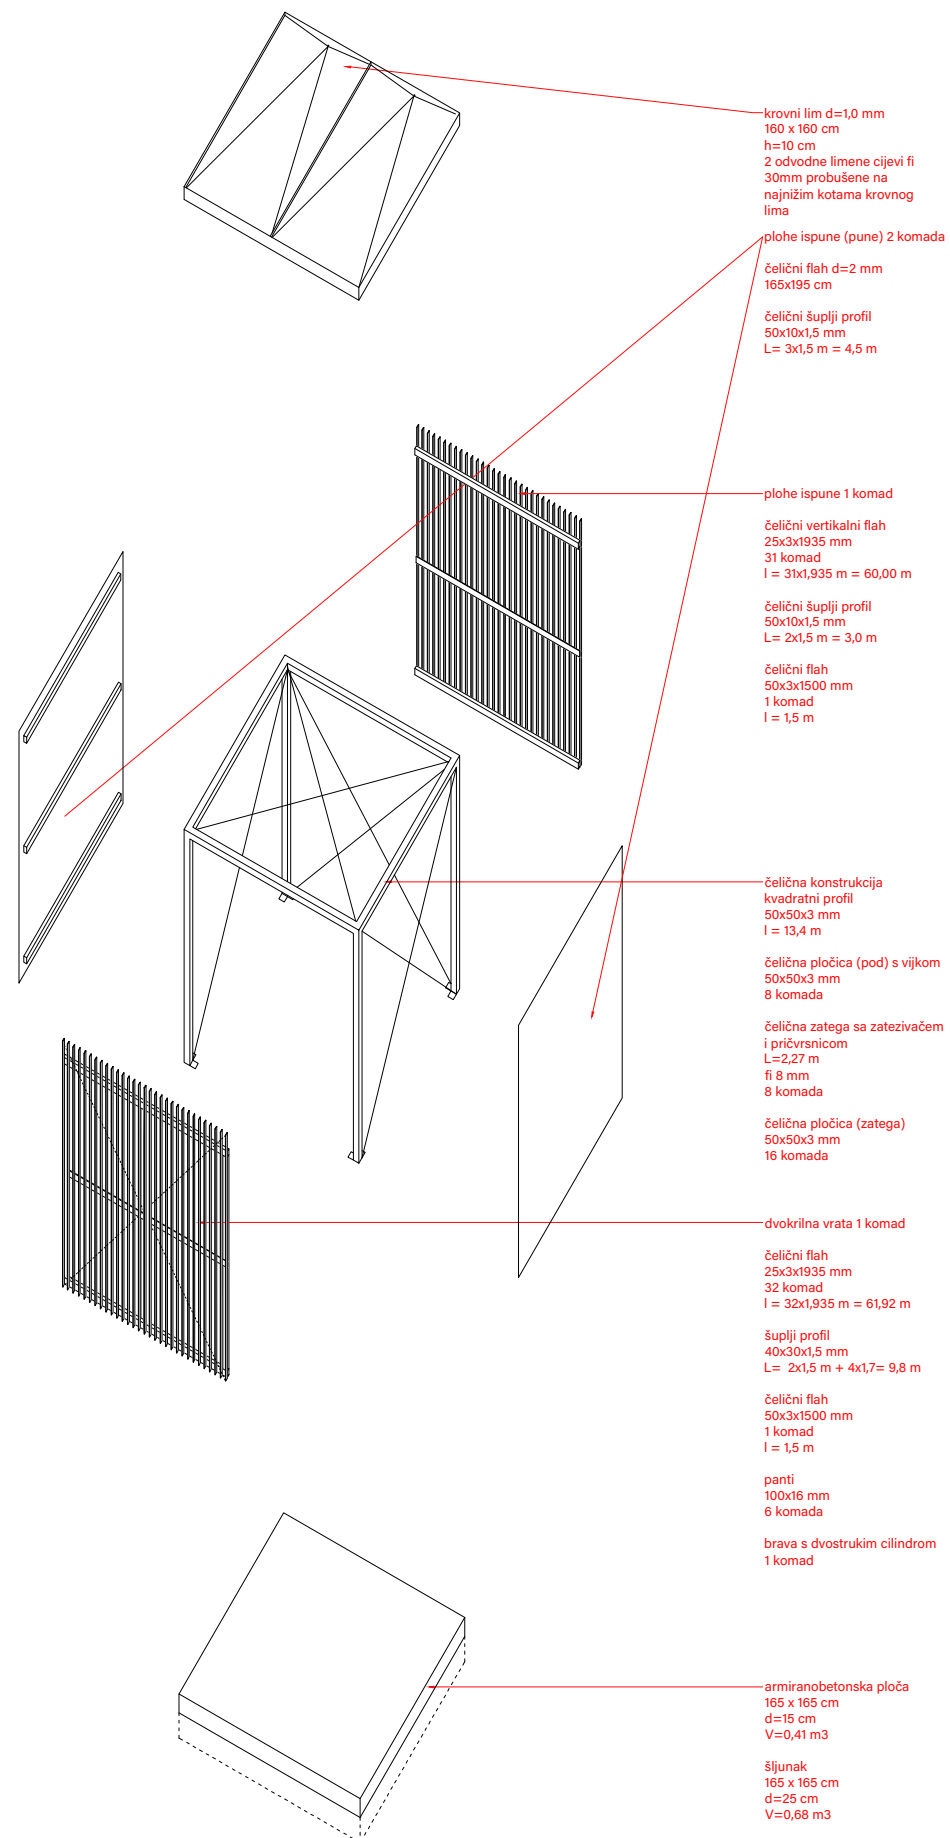 krovni lim d=1,0 mm
160 x 160 cm
h=10 cm
2 odvodne limene cijevi fi
30mm probušene na
najnižim kotama krovnog
lima
plohe ispune (pune) 2 komada
čelični flah d=2 mm
165x195 cm
čelični šuplji profil
50x10x1,5 mm
L= 3x1,5 m = 4,5 m
plohe ispune 1 komad
čelični vertikalni flah
25x3x1935 mm
31 komad
l = 31x1,935 m = 60,00 m
čelični šuplji profil
50x10x1,5 mm
L= 2x1,5 m = 3,0 m
čelični flah
50x3x1500 mm
1 komad
l = 1,5 m
čelična konstrukcija
kvadratni profil
50x50x3 mm
l = 13,4 m
čelična pločica (pod) s vijkom
50x50x3 mm
8 komada
čelična zatega sa zatezivačem
i pričvrsnicom
L=2,27 m
fi 8 mm
8 komada
čelična pločica (zatega)
50x50x3 mm
16 komada
dvokrilna vrata 1 komad
čelični flah
25x3x1935 mm
32 komad
l = 32x1,935 m = 61,92 m
šuplji profil
40x30x1,5 mm
L=  2x1,5 m + 4x1,7= 9,8 m
čelični flah
50x3x1500 mm
1 komad
l = 1,5 m
panti
100x16 mm
6 komada
brava s dvostrukim cilindrom
1 komad
armiranobetonska ploča
165 x 165 cm
d=15 cm
V=0,41 m3
šljunak
165 x 165 cm
d=25 cm
V=0,68 m3